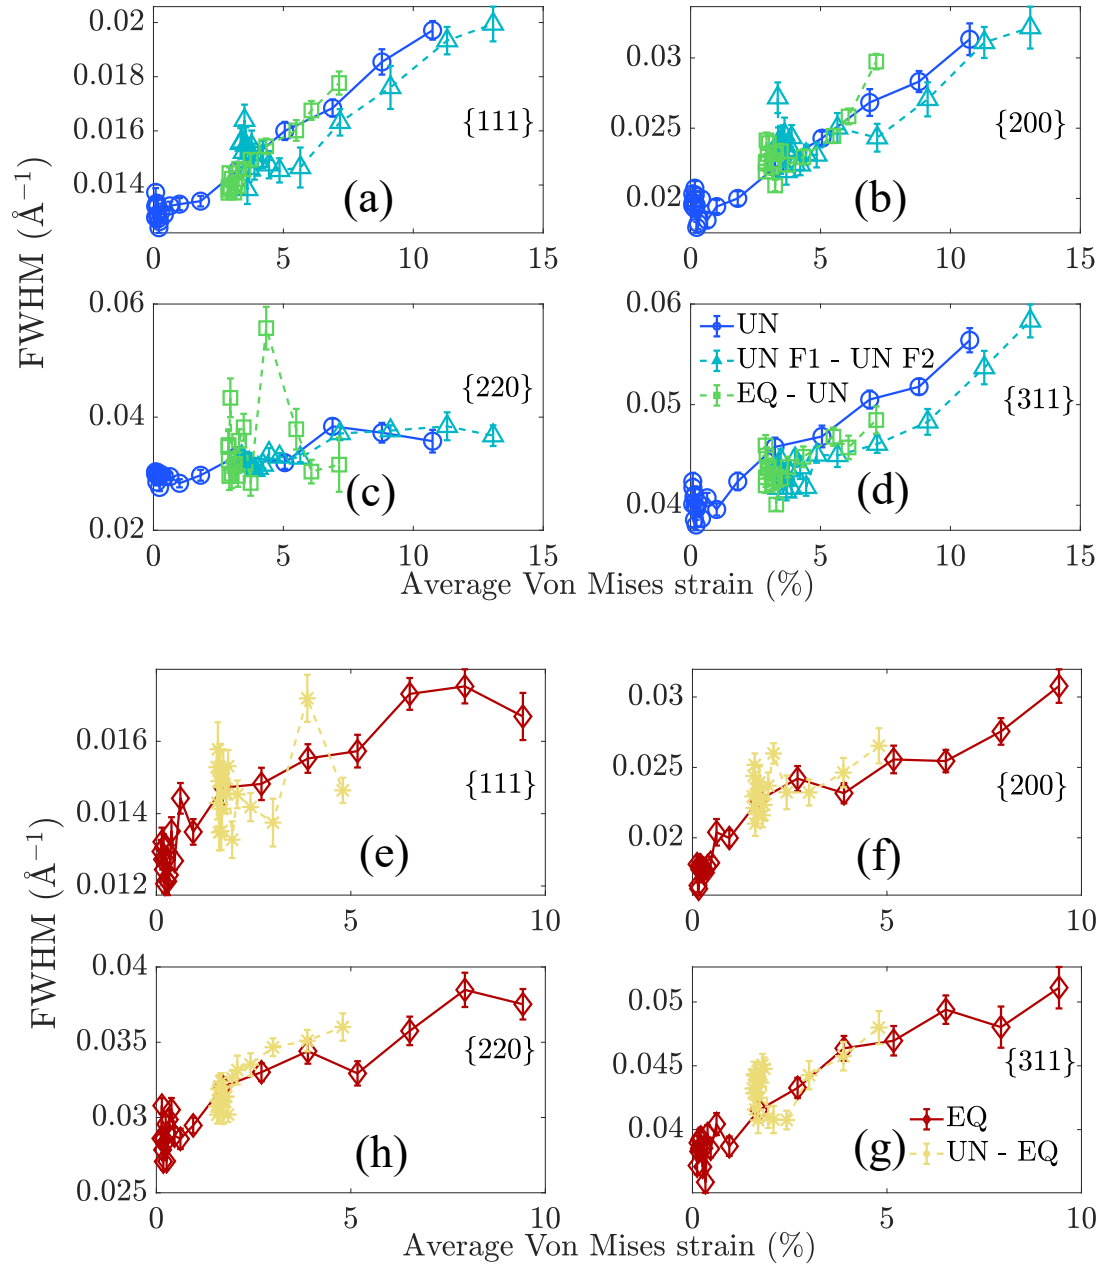 0.02
0.018
0.016
0.014
0 5 10 15
{111}
(a)
0.03
0.025
0.02
0 5 10 15
{200}
(b)
FWHM (Å⁻¹)
0.06
0.04
0.02
0 5 10 15
{220}
(c)
0.06
0.05
0.04
0 5 10 15
UN
UN F1 - UN F2
EQ - UN
{311}
(d)
Average Von Mises strain (%)
0.016
0.014
0.012
0 5 10
{111}
(e)
0.03
0.025
0.02
0 5 10
{200}
(f)
FWHM (Å⁻¹)
0.04
0.035
0.03
0.025
0 5 10
{220}
(h)
0.05
0.045
0.04
0 5 10
{311}
(g)
EQ
UN - EQ
Average Von Mises strain (%)